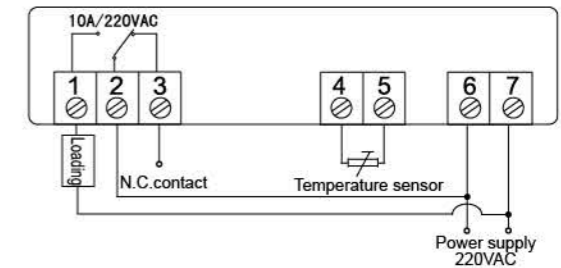 10A/220VAC
1 2 3 4 5 6 7
Loading
N.C.contact
Temperature sensor
Power supply
220VAC